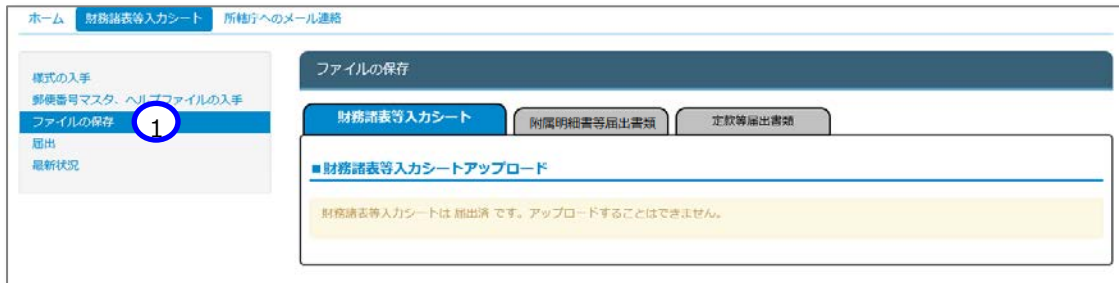 ホーム 財務諸表等入力シート 所轄庁へのメール連絡
様式の入手
郵便番号マスタ、ヘルプファイルの入手
ファイルの保存 1
届出
最新状況
ファイルの保存
財務諸表等入力シート 附属明細書等届出書類 定款等届出書類
■財務諸表等入力シートアップロード
財務諸表等入力シートは 届出済 です。アップロードすることはできません。